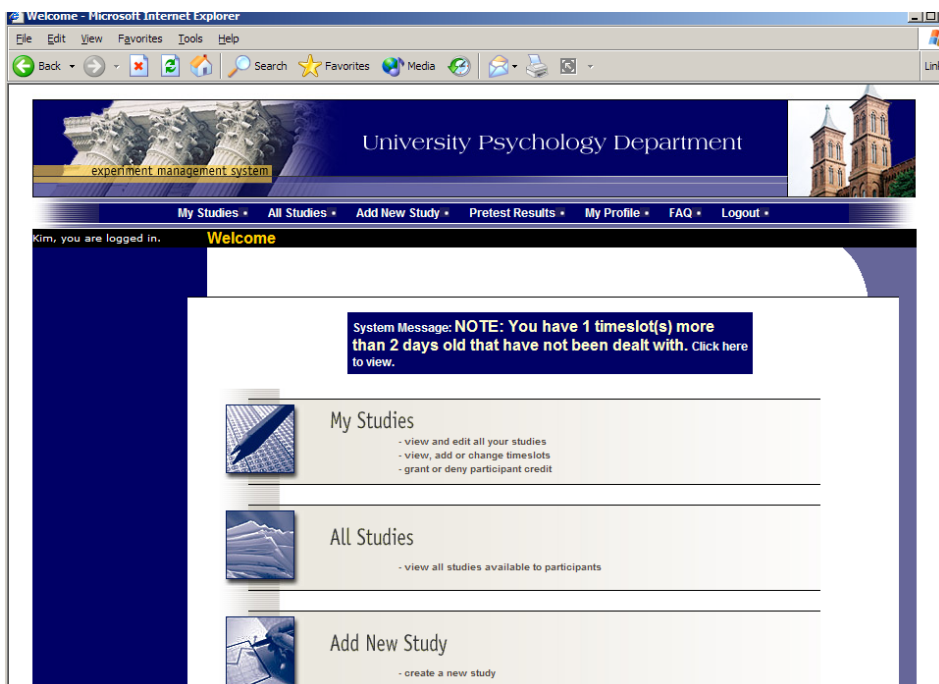 Welcome - Microsoft Internet Explorer
File Edit View Favorites Tools Help
Back Search Favorites Media
University Psychology Department
experiment management system
My Studies All Studies Add New Study Pretest Results My Profile FAQ Logout
Kim, you are logged in. Welcome
System Message: NOTE: You have 1 timeslot(s) more
than 2 days old that have not been dealt with. Click here
to view.
My Studies
- view and edit all your studies
- view, add or change timeslots
- grant or deny participant credit
All Studies
- view all studies available to participants
Add New Study
- create a new study